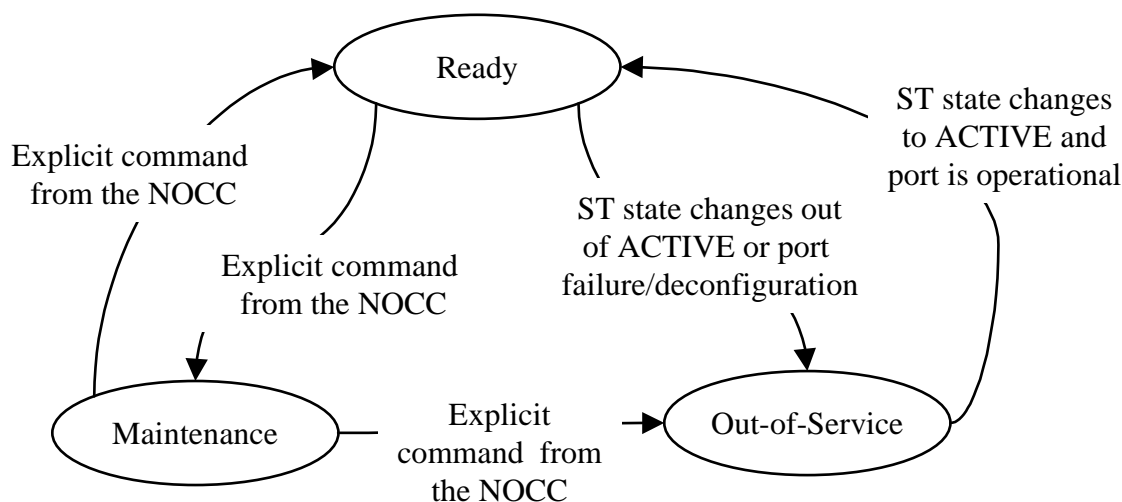 Ready
ST state changes
to ACTIVE and
port is operational
Explicit command
from the NOCC
ST state changes out
of ACTIVE or port
failure/deconfiguration
Explicit command
from the NOCC
Maintenance
Explicit
command from
the NOCC
Out-of-Service